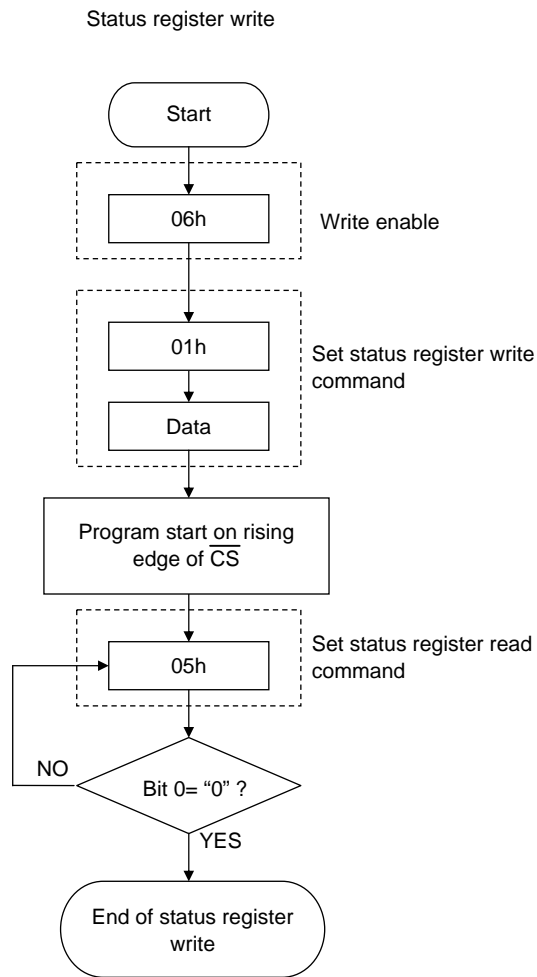 Status register write
Start
06h
Write enable
01h
Set status register write
command
Data
Program start on rising
edge of C̅S̅
05h
Set status register read
command
NO
Bit 0= “0” ?
YES
End of status register
write